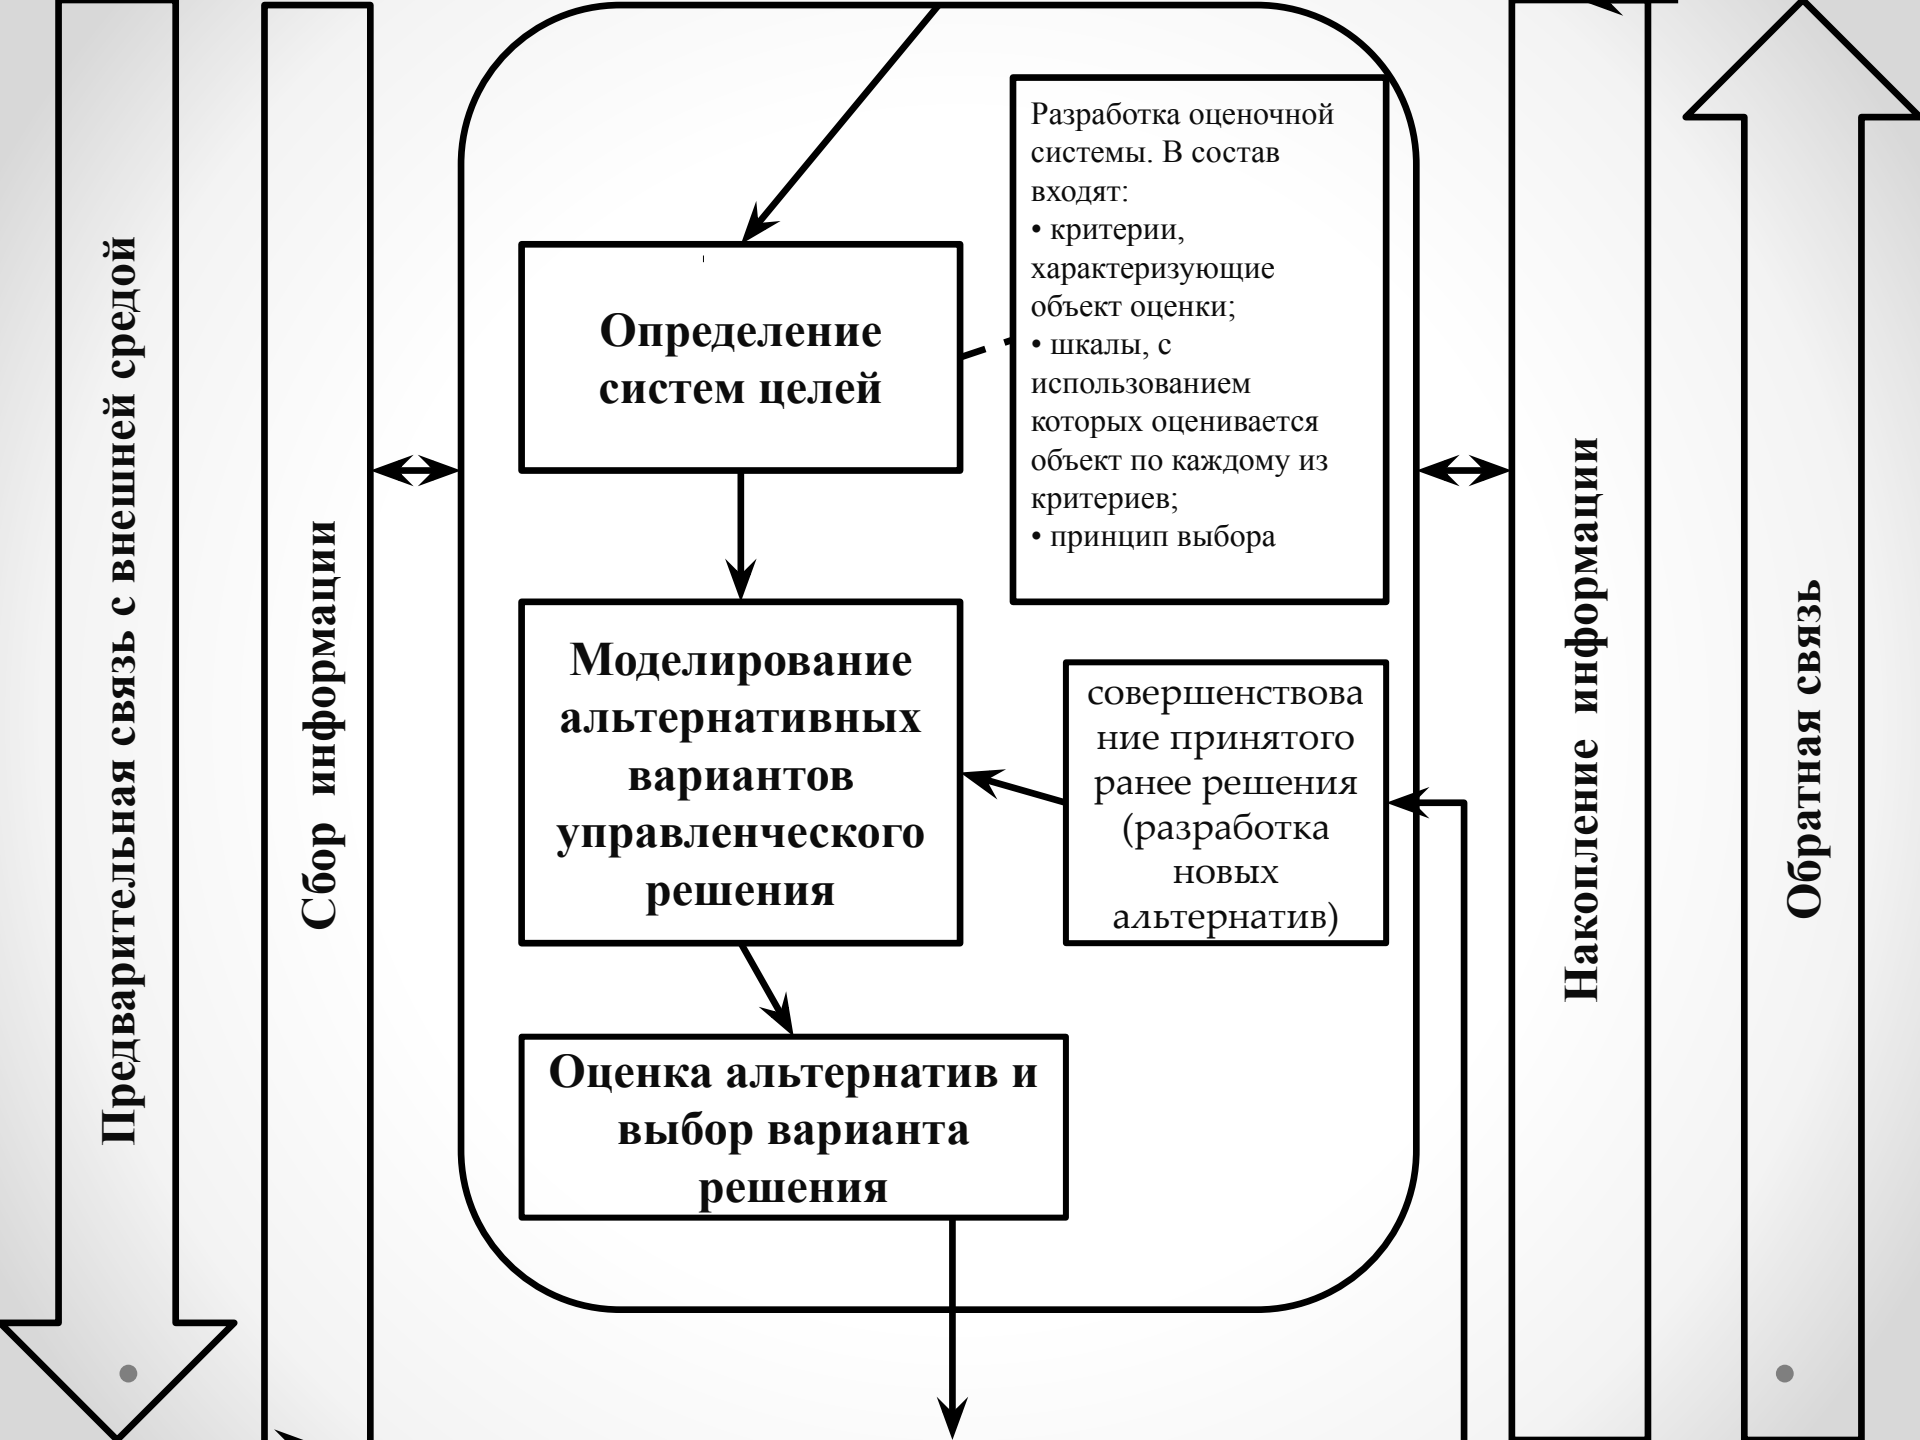 Предварительная связь с внешней средой
Сбор информации
Определение
систем целей
Разработка оценочной
системы. В состав
входят:
• критерии,
характеризующие
объект оценки;
• шкалы, с
использованием
которых оценивается
объект по каждому из
критериев;
• принцип выбора
Моделирование
альтернативных
вариантов
управленческого
решения
совершенствова
ние принятого
ранее решения
(разработка
новых
альтернатив)
Оценка альтернатив и
выбор варианта
решения
Накопление информации
Обратная связь